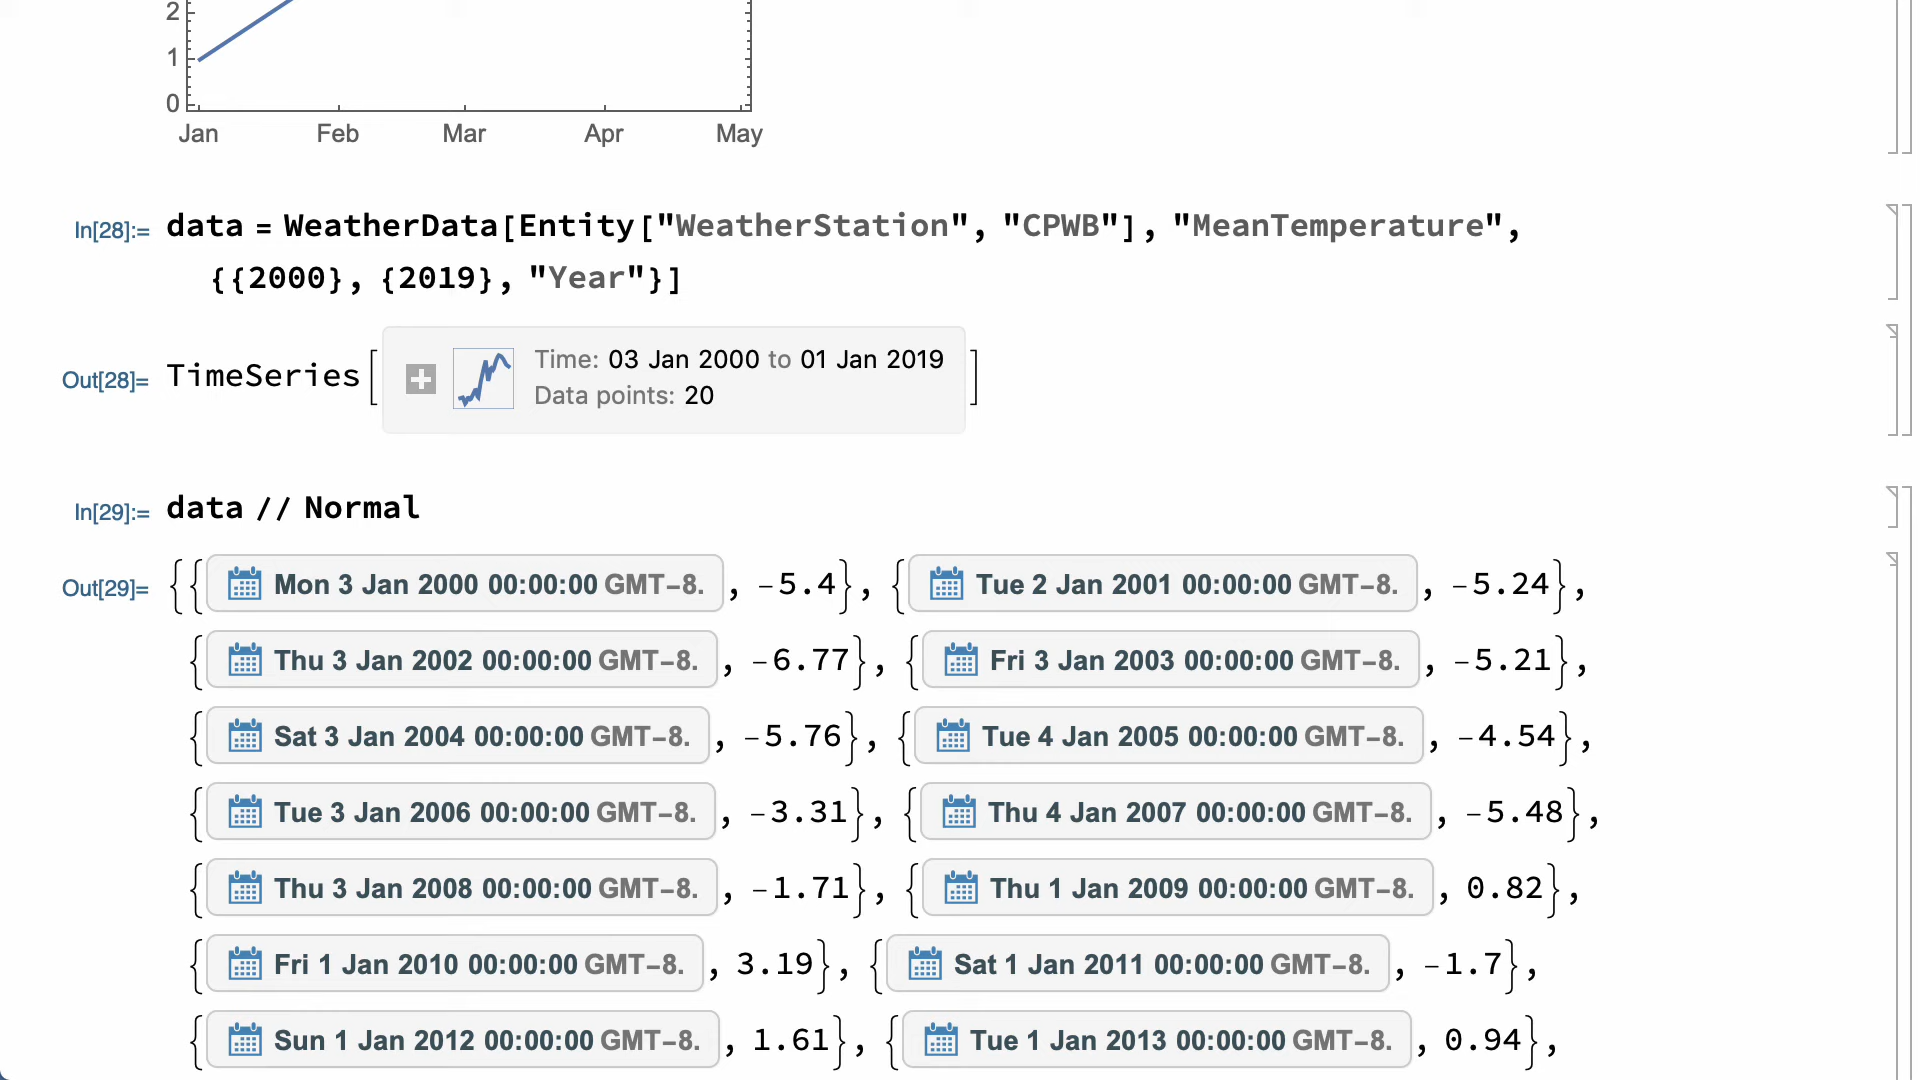 2
1
0
Jan Feb Mar Apr May
In[28]:= data = WeatherData[Entity["WeatherStation", "CPWB"], "MeanTemperature",
{{2000}, {2019}, "Year"}]
Out[28]= TimeSeries[ Time: 03 Jan 2000 to 01 Jan 2019
Data points: 20 ]
In[29]:= data // Normal
Out[29]= {{ Mon 3 Jan 2000 00:00:00 GMT-8. , -5.4}, { Tue 2 Jan 2001 00:00:00 GMT-8. , -5.24},
{ Thu 3 Jan 2002 00:00:00 GMT-8. , -6.77}, { Fri 3 Jan 2003 00:00:00 GMT-8. , -5.21},
{ Sat 3 Jan 2004 00:00:00 GMT-8. , -5.76}, { Tue 4 Jan 2005 00:00:00 GMT-8. , -4.54},
{ Tue 3 Jan 2006 00:00:00 GMT-8. , -3.31}, { Thu 4 Jan 2007 00:00:00 GMT-8. , -5.48},
{ Thu 3 Jan 2008 00:00:00 GMT-8. , -1.71}, { Thu 1 Jan 2009 00:00:00 GMT-8. , 0.82},
{ Fri 1 Jan 2010 00:00:00 GMT-8. , 3.19}, { Sat 1 Jan 2011 00:00:00 GMT-8. , -1.7},
{ Sun 1 Jan 2012 00:00:00 GMT-8. , 1.61}, { Tue 1 Jan 2013 00:00:00 GMT-8. , 0.94},